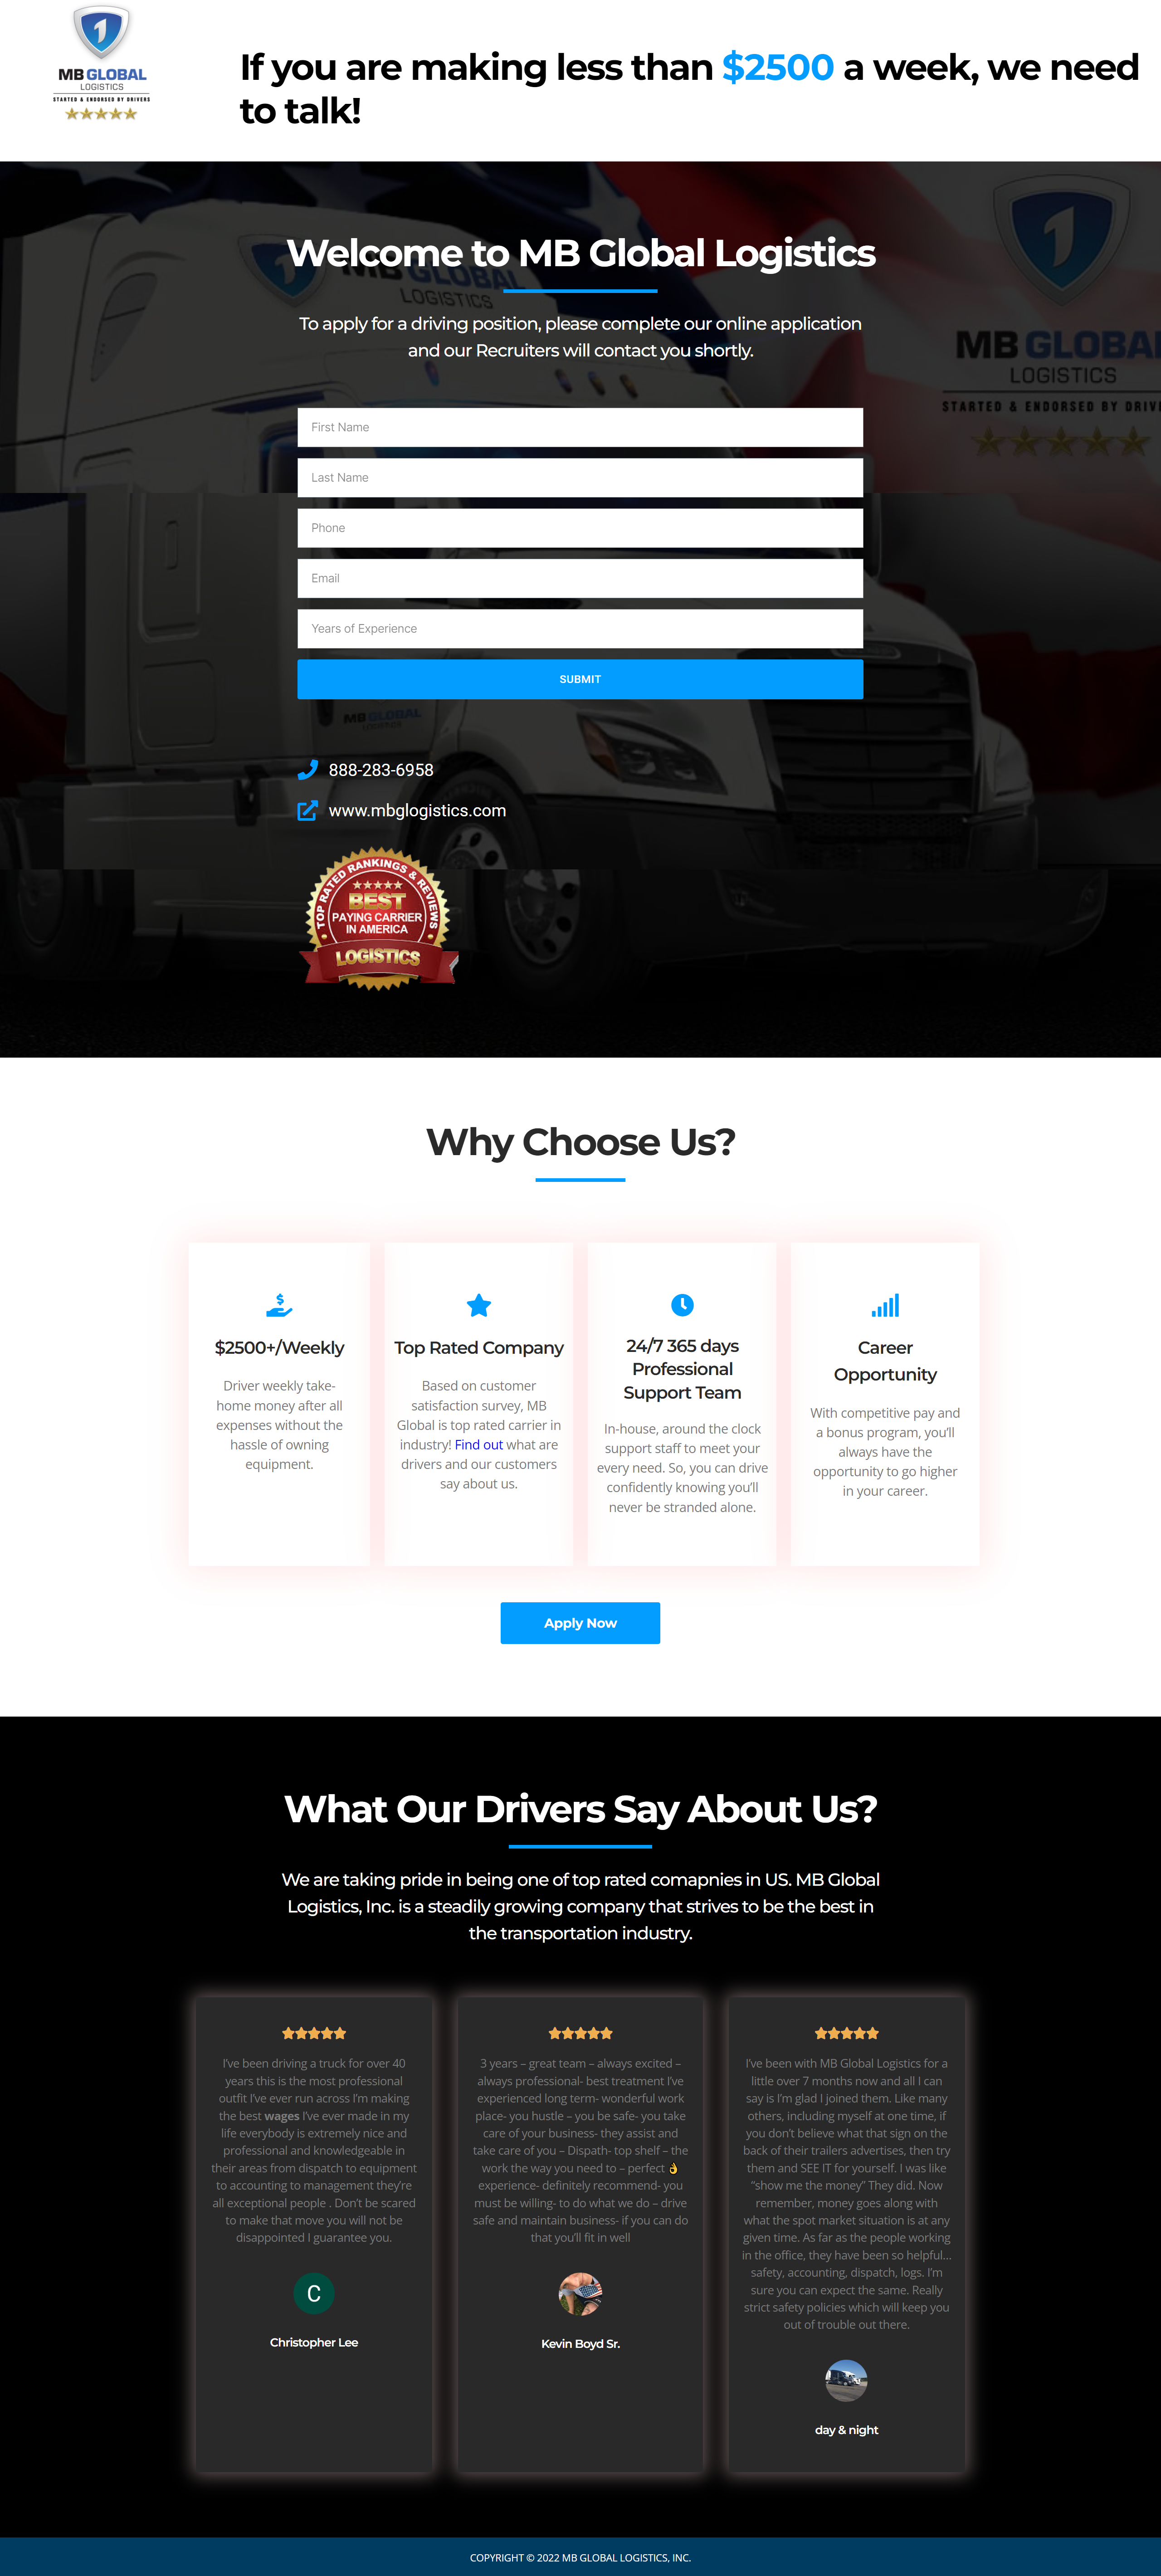 1
MB GLOBAL
LOGISTICS
STARTED & ENDORSED BY DRIVERS
If you are making less than $2500 a week, we need
to talk!
1
MB GLOBAL
LOGISTICS
STARTED & ENDORSED BY
Welcome to MB Global Logistics
LOGISTICS
To apply for a driving position, please complete our online application
and our Recruiters will contact you shortly.
First Name
Last Name
Phone
Email
Years of Experience
SUBMIT
MB GLOBAL
LOGISTICS
888-283-6958
www.mbglogistics.com
TOP RATED RANKINGS & REVIEWS
BEST
PAYING CARRIER
IN AMERICA
LOGISTICS
Why Choose Us?
$2500+/Weekly
Driver weekly take-
home money after all
expenses without the
hassle of owning
equipment.
Top Rated Company
Based on customer
satisfaction survey, MB
Global is top rated carrier in
industry! Find out what are
drivers and our customers
say about us.
24/7 365 days
Professional
Support Team
In-house, around the clock
support staff to meet your
every need. So, you can drive
confidently knowing you’ll
never be stranded alone.
Career
Opportunity
With competitive pay and
a bonus program, you’ll
always have the
opportunity to go higher
in your career.
Apply Now
What Our Drivers Say About Us?
We are taking pride in being one of top rated comapnies in US. MB Global
Logistics, Inc. is a steadily growing company that strives to be the best in
the transportation industry.
I’ve been driving a truck for over 40
years this is the most professional
outfit I’ve ever run across I’m making
the best wages I’ve ever made in my
life everybody is extremely nice and
professional and knowledgeable in
their areas from dispatch to equipment
to accounting to management they’re
all exceptional people . Don’t be scared
to make that move you will not be
disappointed I guarantee you.
C
Christopher Lee
3 years – great team – always excited –
always professional- best treatment I’ve
experienced long term- wonderful work
place- you hustle – you be safe- you take
care of your business- they assist and
take care of you – Dispath- top shelf – the
work the way you need to – perfect 👌
experience- definitely recommend- you
must be willing- to do what we do – drive
safe and maintain business- if you can do
that you’ll fit in well
Kevin Boyd Sr.
I’ve been with MB Global Logistics for a
little over 7 months now and all I can
say is I’m glad I joined them. Like many
others, including myself at one time, if
you don’t believe what that sign on the
back of their trailers advertises, then try
them and SEE IT for yourself. I was like
“show me the money” They did. Now
remember, money goes along with
what the spot market situation is at any
given time. As far as the people working
in the office, they have been so helpful…
safety, accounting, dispatch, logs. I’m
sure you can expect the same. Really
strict safety policies which will keep you
out of trouble out there.
day & night
COPYRIGHT © 2022 MB GLOBAL LOGISTICS, INC.